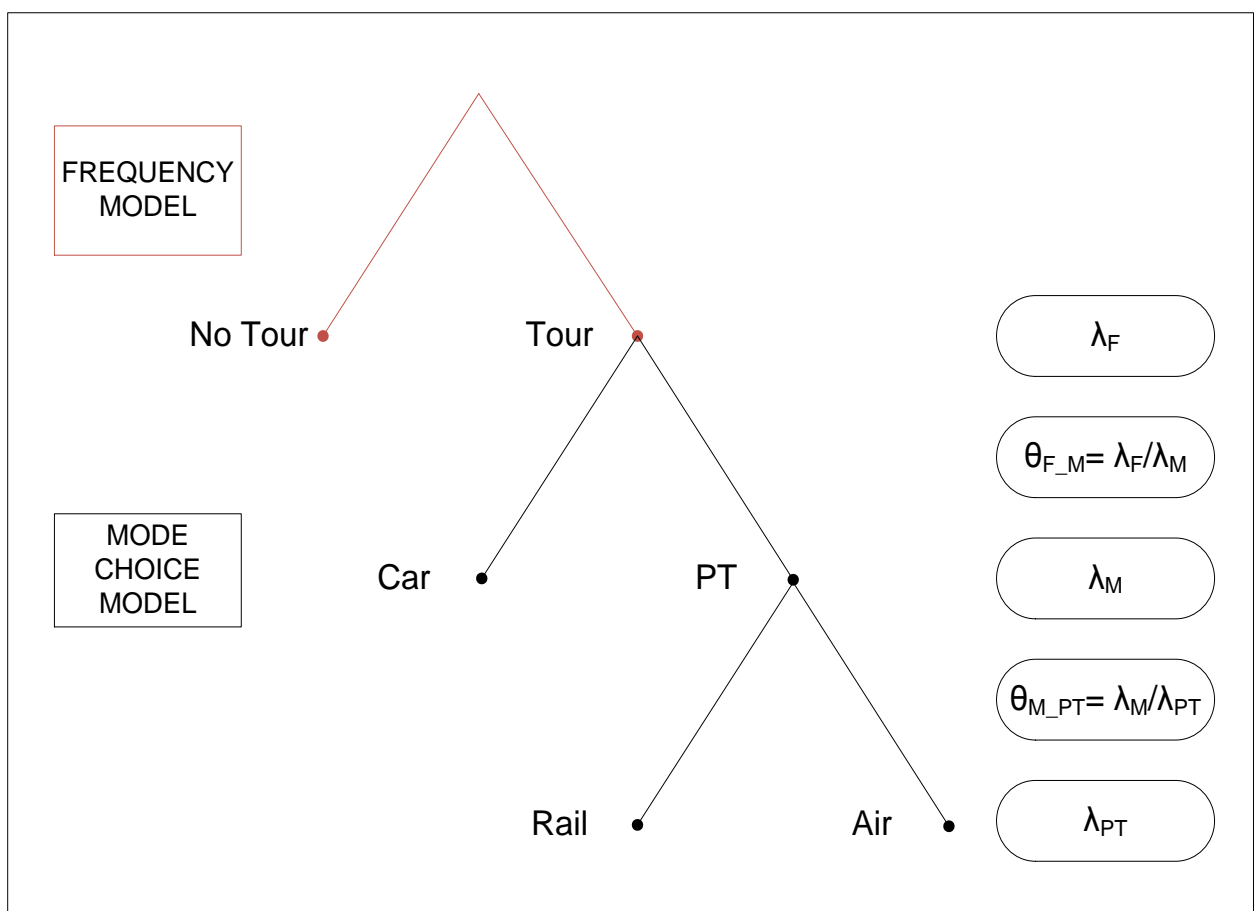 FREQUENCY
MODEL
No Tour
Tour
λF
θF_M= λF/λM
MODE
CHOICE
MODEL
Car
PT
λM
θM_PT= λM/λPT
Rail
Air
λPT